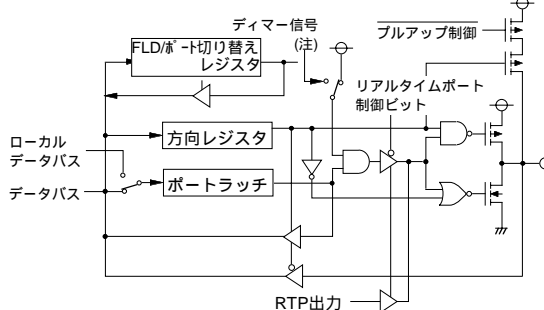 ディマー信号
(注)
プルアップ制御
FLD/ポート切り替え
レジスタ
リアルタイムポート
制御ビット
方向レジスタ
ローカル
データバス
データバス
ポートラッチ
RTP出力